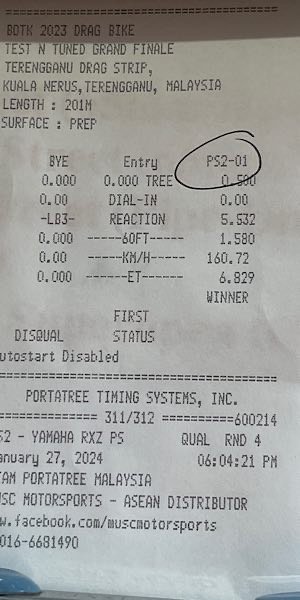 BDTK 2023 DRAG BIKE
TEST N TUNED GRAND FINALE
TERENGGANU DRAG STRIP,
KUALA NERUS,TERENGGANU, MALAYSIA
LENGTH : 201M
SURFACE : PREP
BYE Entry PS2-01
0.000 0.000 TREE 0.500
0.00 DIAL-IN 0.00
-LB3- REACTION 5.532
0.000 ------60FT----- 1.580
0.00 ------KM/H----- 160.72
0.000 -------ET------ 6.829
WINNER
FIRST
DISQUAL STATUS
utostart Disabled
PORTATREE TIMING SYSTEMS, INC.
============== 311/312 ==========600214
S2 - YAMAHA RXZ PS QUAL RND 4
anuary 27, 2024 06:04:21 PM
AM PORTATREE MALAYSIA
USC MOTORSPORTS - ASEAN DISTRIBUTOR
w.facebook.com/muscmotorsports
016-6681490